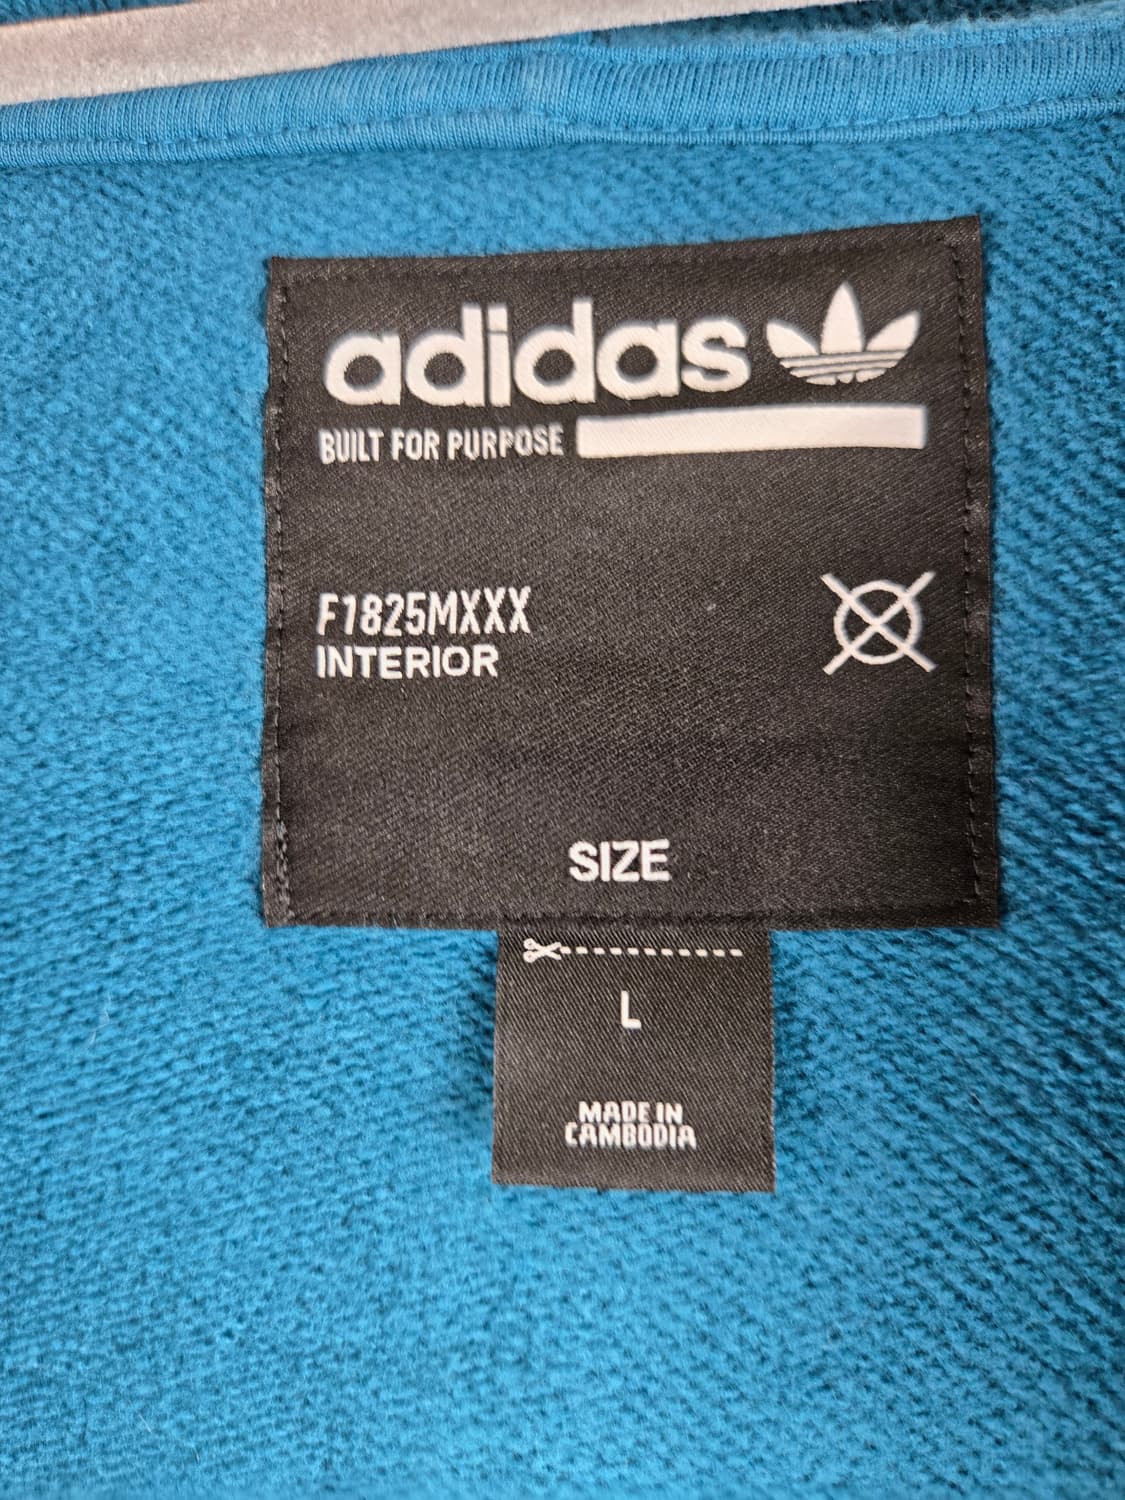 adidas
BUILT FOR PURPOSE
F1825MXXX
INTERIOR
SIZE
L
MADE IN
CAMBODIA